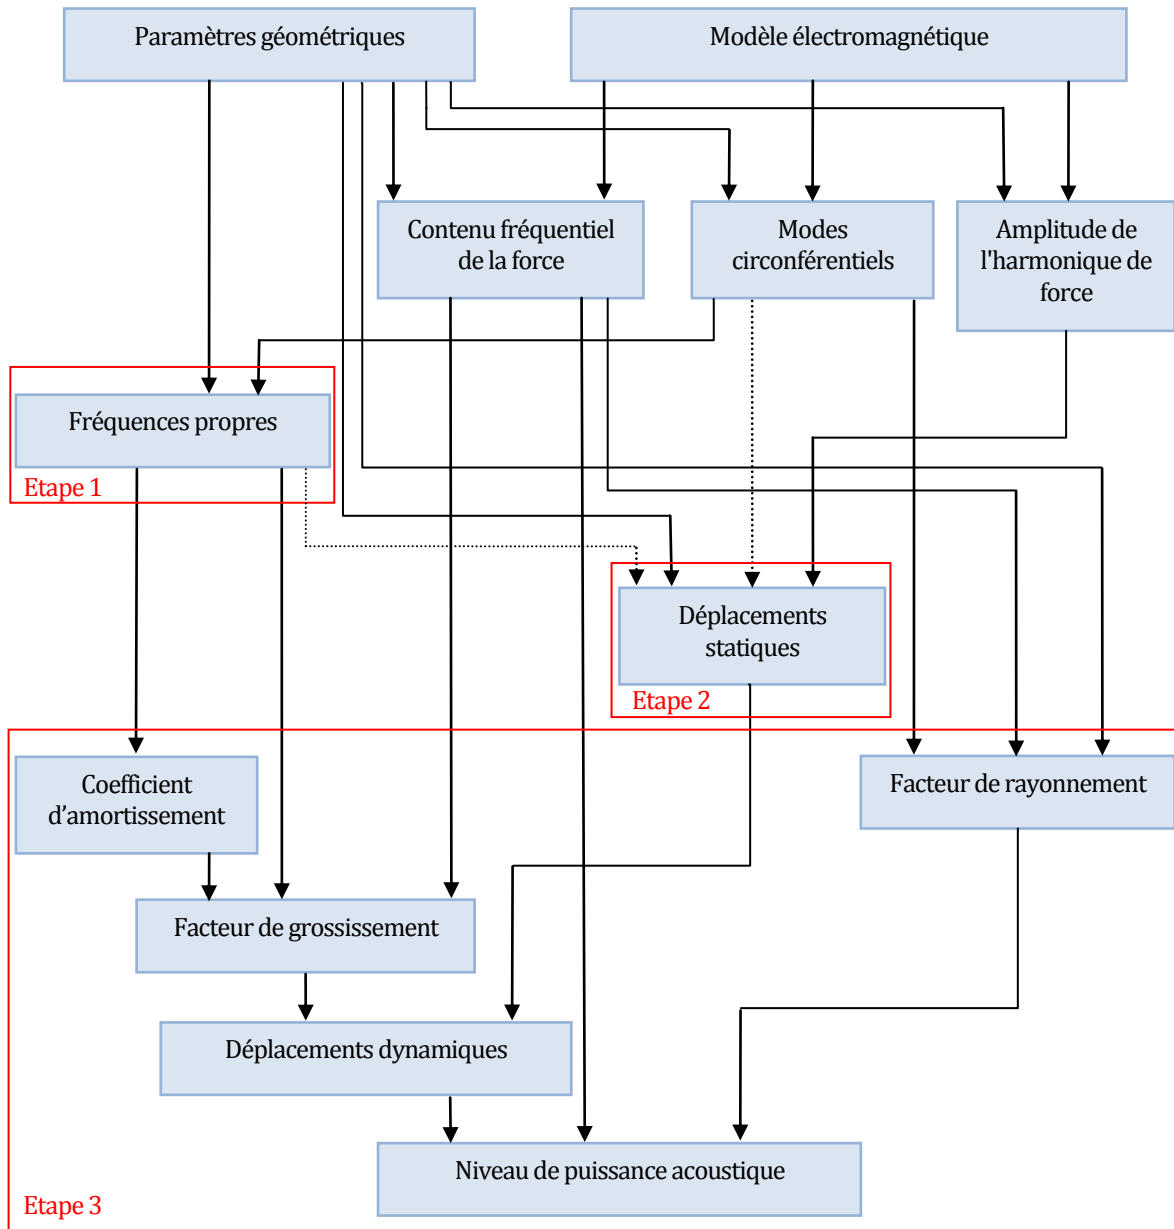 Paramètres géométriques
Modèle électromagnétique
Contenu fréquentiel
de la force
Modes
circonférentiels
Amplitude de
l'harmonique de
force
Fréquences propres
Etape 1
Déplacements
statiques
Etape 2
Coefficient
d’amortissement
Facteur de rayonnement
Facteur de grossissement
Déplacements dynamiques
Niveau de puissance acoustique
Etape 3